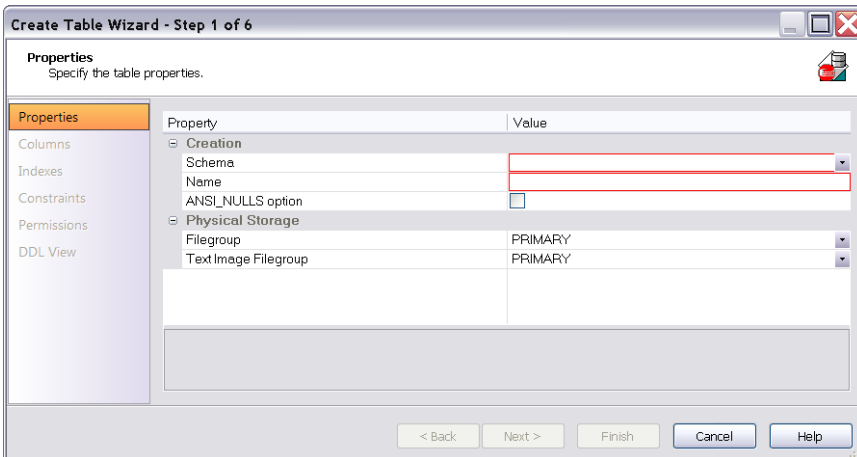 Create Table Wizard - Step 1 of 6
Properties
Specify the table properties.
Properties
Columns
Indexes
Constraints
Permissions
DDL View
Property Value
Creation
Schema
Name
ANSI_NULLS option
Physical Storage
Filegroup PRIMARY
Text Image Filegroup PRIMARY
< Back Next > Finish Cancel Help